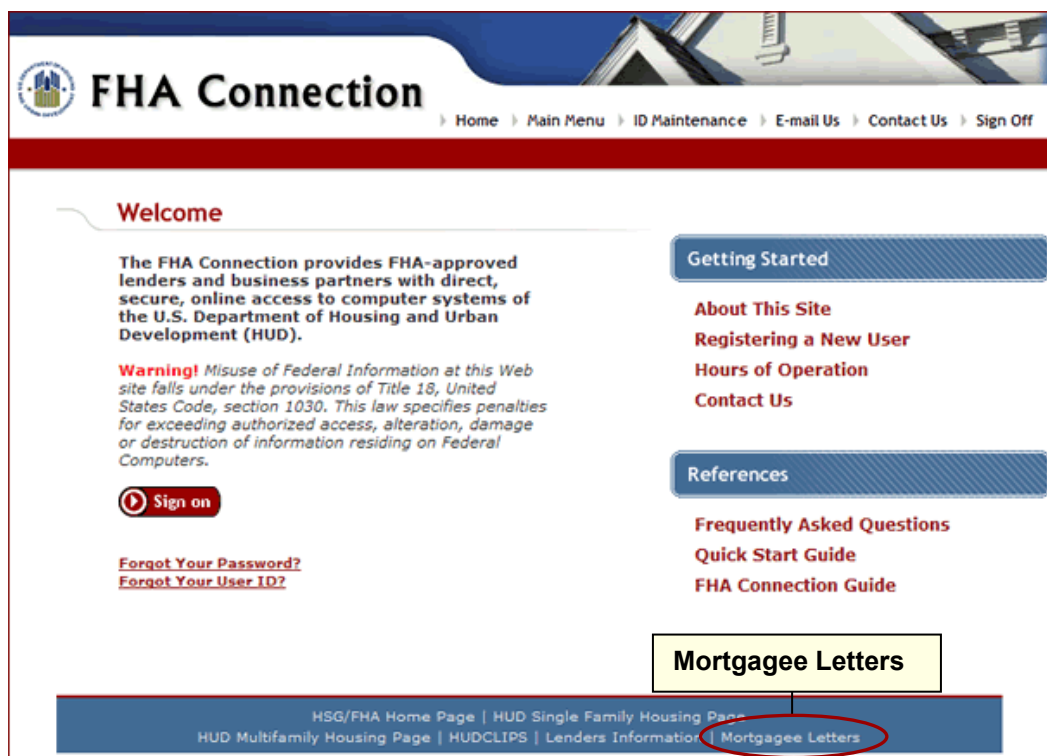 FHA Connection
Home Main Menu ID Maintenance E-mail Us Contact Us Sign Off
Welcome
The FHA Connection provides FHA-approved
lenders and business partners with direct,
secure, online access to computer systems of
the U.S. Department of Housing and Urban
Development (HUD).
Warning! Misuse of Federal Information at this Web
site falls under the provisions of Title 18, United
States Code, section 1030. This law specifies penalties
for exceeding authorized access, alteration, damage
or destruction of information residing on Federal
Computers.
Sign on
Forgot Your Password?
Forgot Your User ID?
Getting Started
About This Site
Registering a New User
Hours of Operation
Contact Us
References
Frequently Asked Questions
Quick Start Guide
FHA Connection Guide
Mortgagee Letters
HSG/FHA Home Page | HUD Single Family Housing Page
HUD Multifamily Housing Page | HUDCLIPS | Lenders Information | Mortgagee Letters